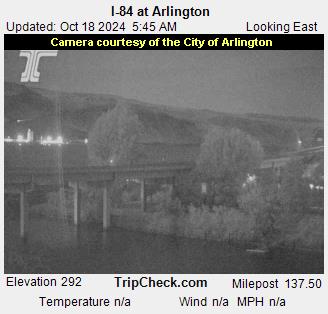 I-84 at Arlington
Updated: Oct 18 2024 5:45 AM Looking East
Camera courtesy of the City of Arlington
Elevation 292 TripCheck.com Milepost 137.50
Temperature n/a Wind n/a MPH n/a